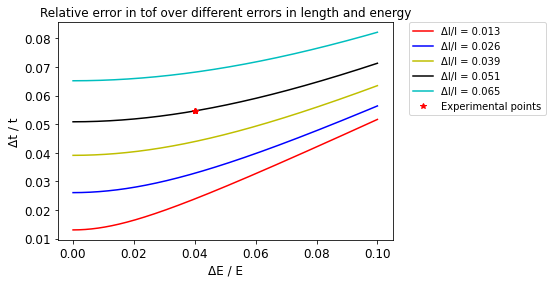 Relative error in tof over different errors in length and energy
Δt / t
0.08
0.07
0.06
0.05
0.04
0.03
0.02
0.01
0.00 0.02 0.04 0.06 0.08 0.10
ΔE / E
Δl/l = 0.013
Δl/l = 0.026
Δl/l = 0.039
Δl/l = 0.051
Δl/l = 0.065
Experimental points